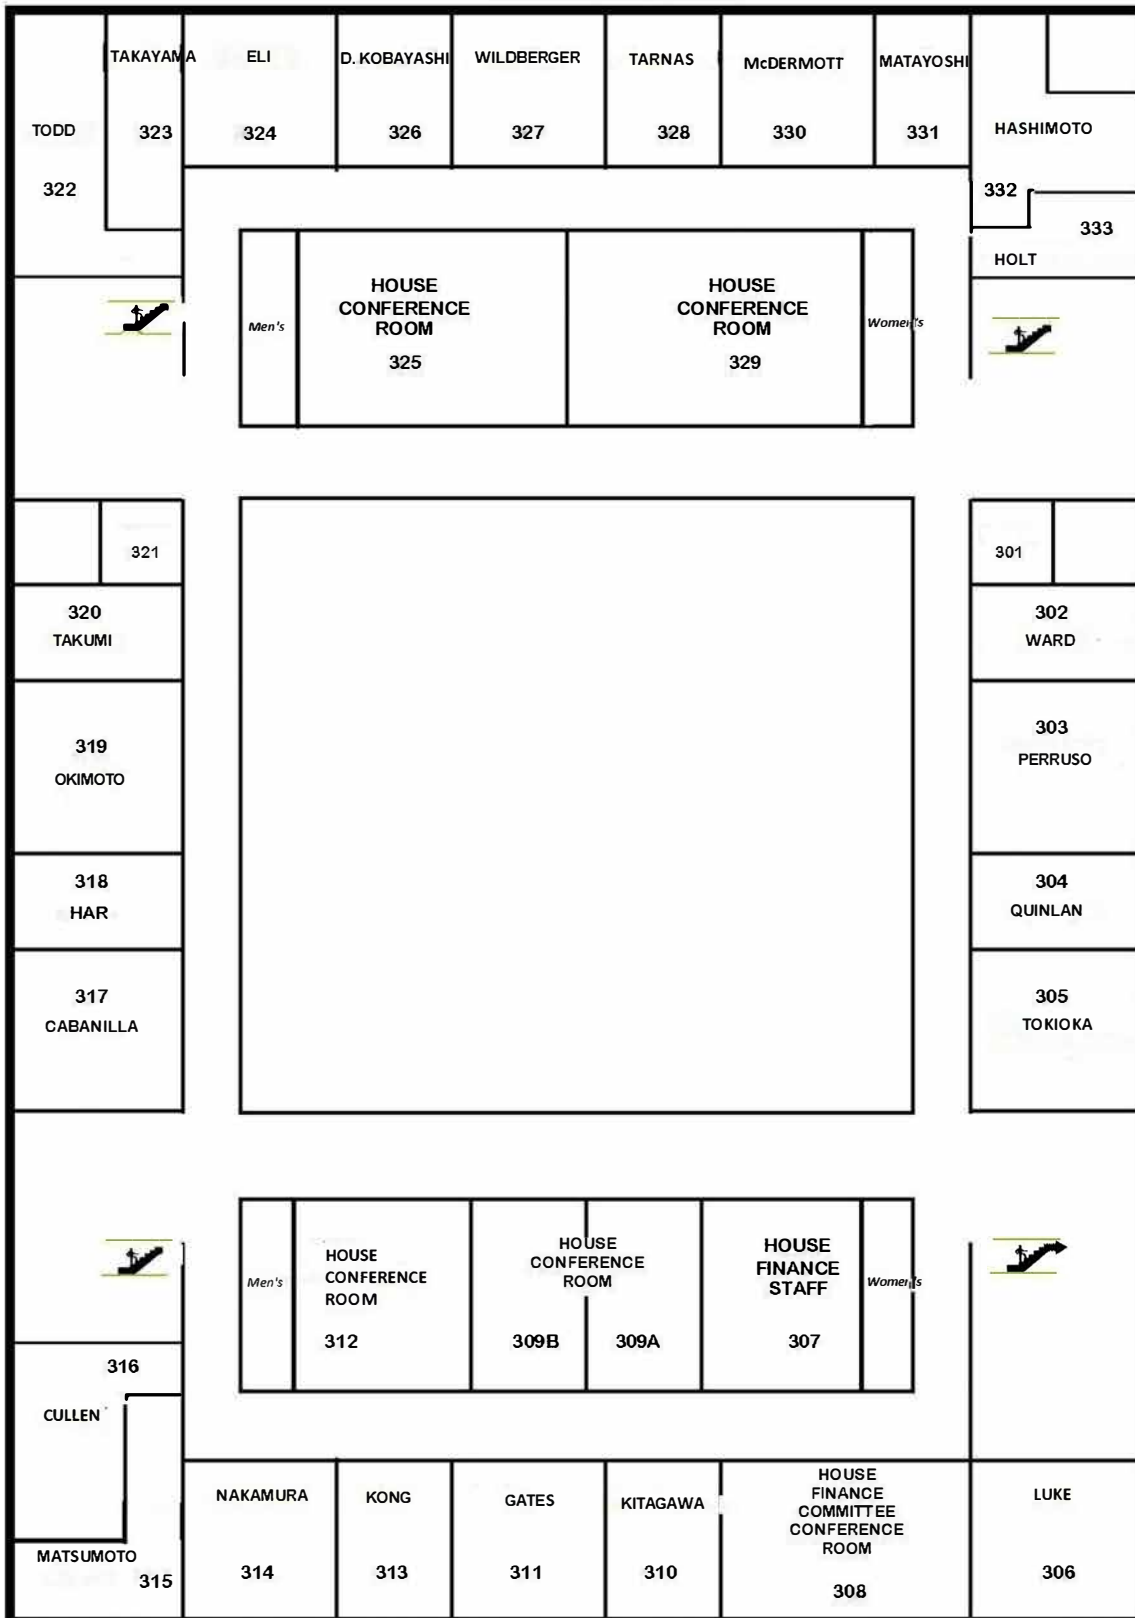 TAKAYAMA
323
ELI
324
D. KOBAYASHI
326
WILDBERGER
327
TARNAS
328
McDERMOTT
330
MATAYOSHI
331
TODD
322
HASHIMOTO
332
333
HOLT
Men's
HOUSE
CONFERENCE
ROOM
325
HOUSE
CONFERENCE
ROOM
329
Women's
321
301
320
TAKUMI
302
WARD
319
OKIMOTO
303
PERRUSO
318
HAR
304
QUINLAN
317
CABANILLA
305
TOKIOKA
Men's
HOUSE
CONFERENCE
ROOM
312
HOUSE
CONFERENCE
ROOM
309B
309A
HOUSE
FINANCE
STAFF
307
Women's
316
CULLEN
MATSUMOTO
315
NAKAMURA
314
KONG
313
GATES
311
KITAGAWA
310
HOUSE
FINANCE
COMMITTEE
CONFERENCE
ROOM
308
LUKE
306